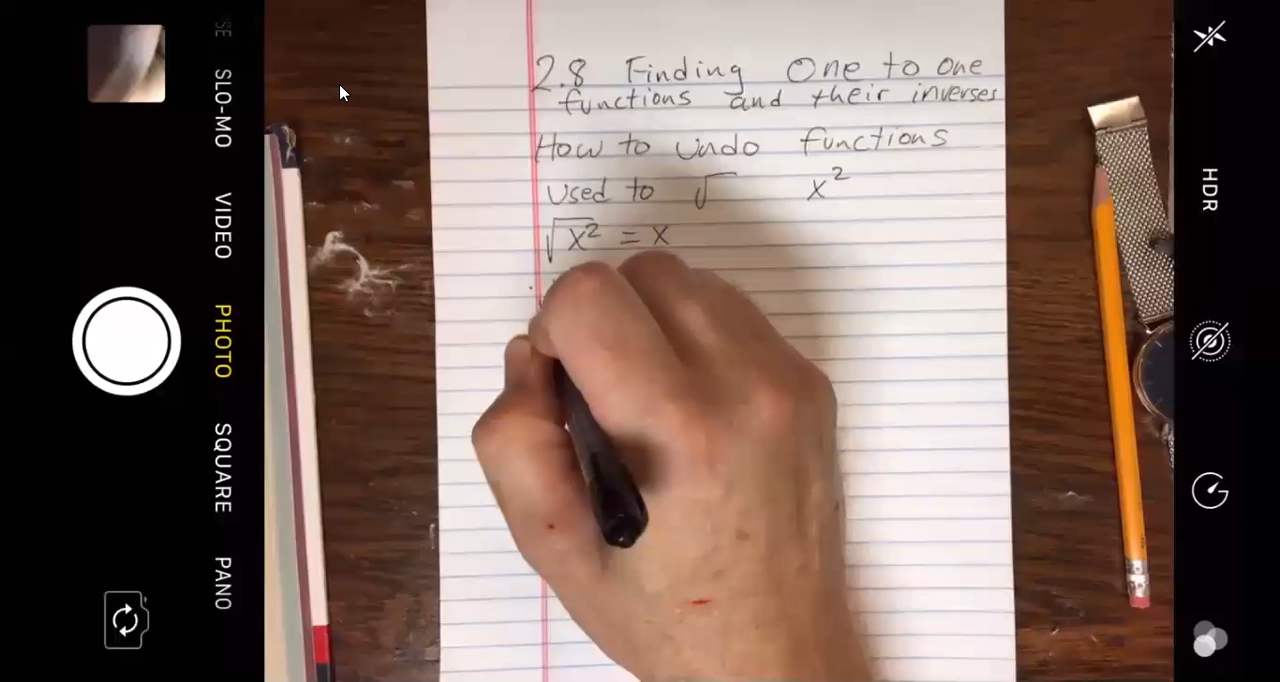 SE
SLO-MO
VIDEO
PHOTO
SQUARE
PANO
HDR
2.8 Finding One to one
functions and their inverses
How to undo functions
used to √ x²
√x² = x